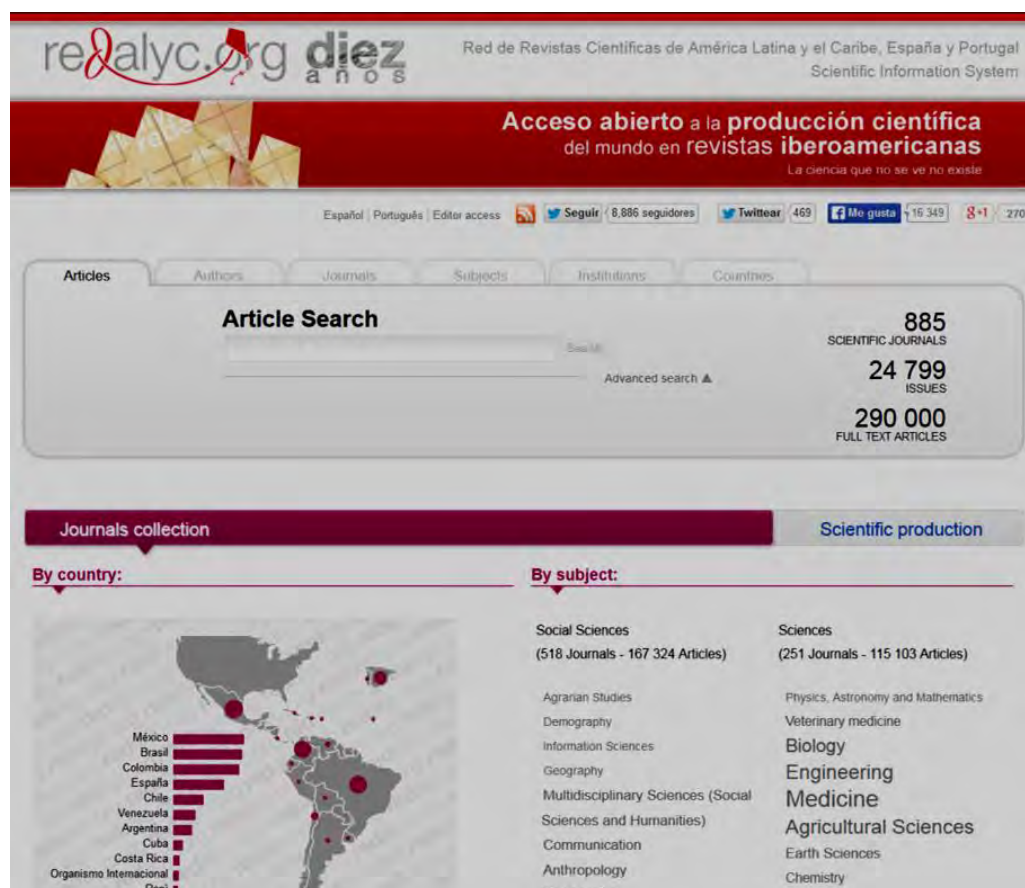 redalyc.org diez años
Red de Revistas Científicas de América Latina y el Caribe, España y Portugal
Scientific Information System
Acceso abierto a la producción científica
del mundo en revistas iberoamericanas
La ciencia que no se ve no existe
Español | Português | Editor access
Seguir 8,886 seguidores
Twittear 469
Me gusta 16 349
g+1 270
Articles
Authors
Journals
Subjects
Institutions
Countries
Article Search
Search
Advanced search ▲
885
SCIENTIFIC JOURNALS
24 799
ISSUES
290 000
FULL TEXT ARTICLES
Journals collection
Scientific production
By country:
México
Brasil
Colombia
España
Chile
Venezuela
Argentina
Cuba
Costa Rica
Organismo Internacional
Perú
By subject:
Social Sciences
(518 Journals - 167 324 Articles)
Agrarian Studies
Demography
Information Sciences
Geography
Multidisciplinary Sciences (Social
Sciences and Humanities)
Communication
Anthropology
Sciences
(251 Journals - 115 103 Articles)
Physics, Astronomy and Mathematics
Veterinary medicine
Biology
Engineering
Medicine
Agricultural Sciences
Earth Sciences
Chemistry